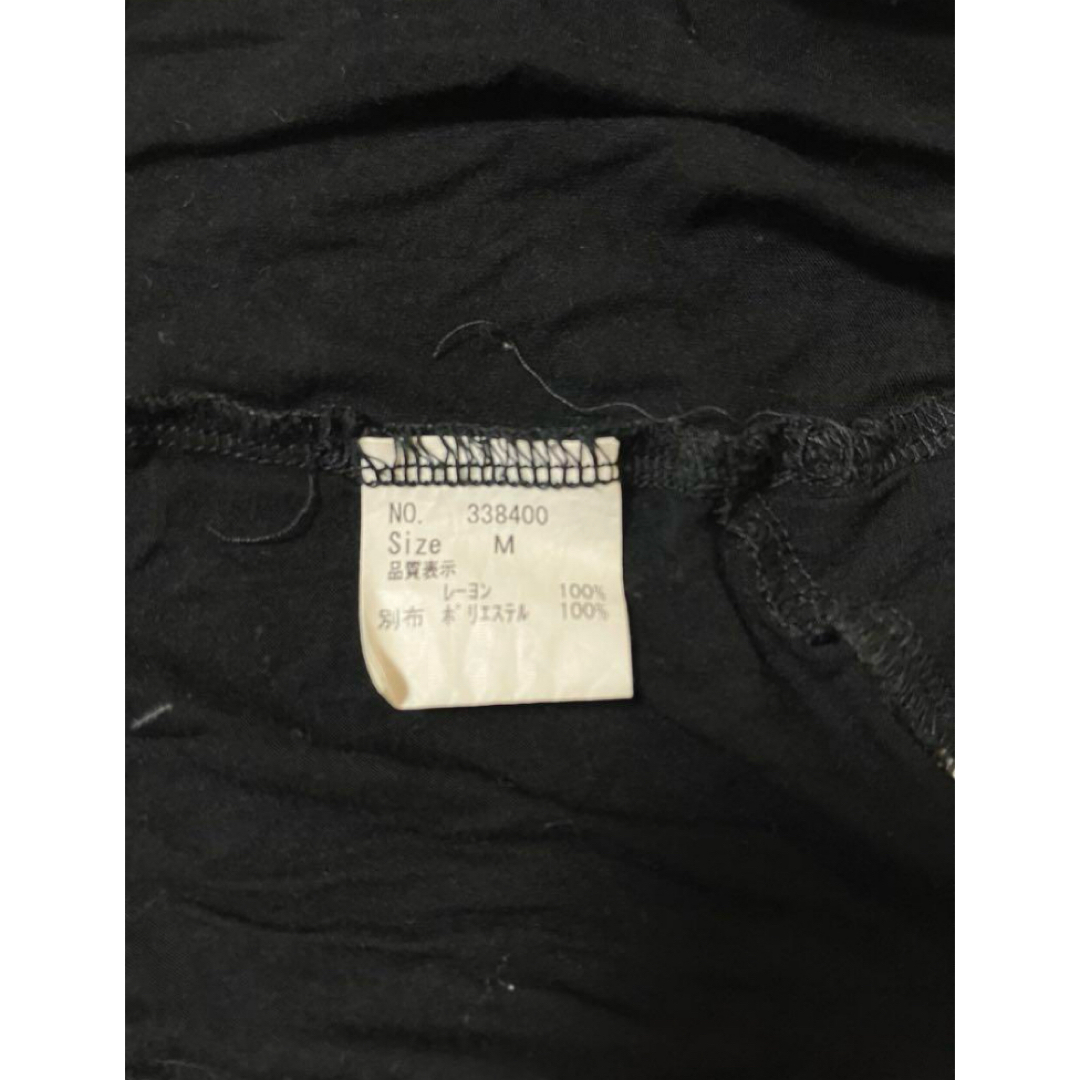 NO. 338400
Size M
品質表示
レーヨン 100%
別布 ポリエステル 100%